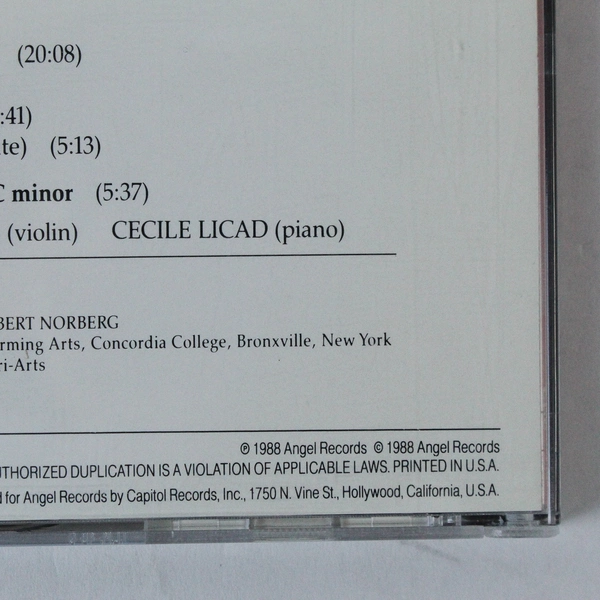 (20:08)
:41)
te) (5:13)
C minor (5:37)
(violin) CECILE LICAD (piano)
BERT NORBERG
rming Arts, Concordia College, Bronxville, New York
ri-Arts
℗ 1988 Angel Records © 1988 Angel Records
THORIZED DUPLICATION IS A VIOLATION OF APPLICABLE LAWS. PRINTED IN U.S.A.
d for Angel Records by Capitol Records, Inc., 1750 N. Vine St., Hollywood, California, U.S.A.